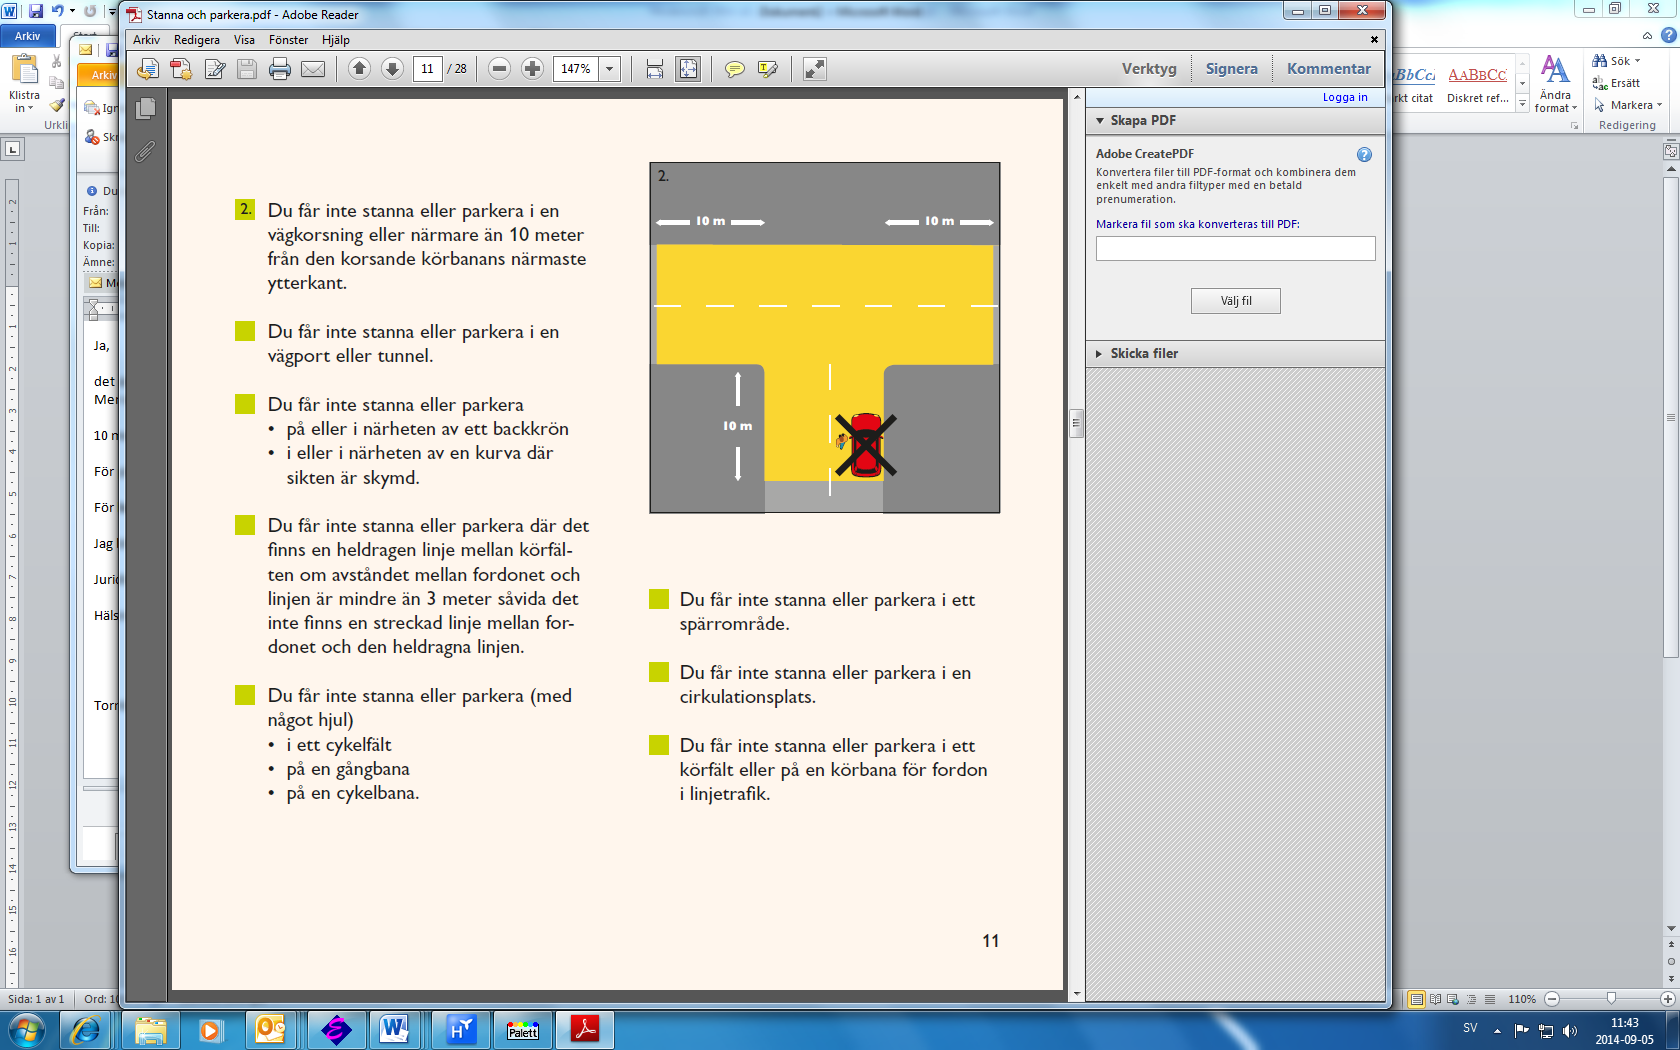 Stanna och parkera.pdf - Adobe Reader
Arkiv Redigera Visa Fönster Hjälp
11 / 28 147% Verktyg Signera Kommentar
Arkiv
Klistra
in
Du
Från:
Till:
Kopia:
Ämne:
Ja,
det
10
För
För
Jag
Häls
Sida: 1 av 1
Ord:
2. Du får inte stanna eller parkera i en
vägkorsning eller närmare än 10 meter
från den korsande körbanans närmaste
ytterkant.
Du får inte stanna eller parkera i en
vägport eller tunnel.
Du får inte stanna eller parkera
• på eller i närheten av ett backkrön
• i eller i närheten av en kurva där
sikten är skymd.
Du får inte stanna eller parkera där det
finns en heldragen linje mellan körfäl-
ten om avståndet mellan fordonet och
linjen är mindre än 3 meter såvida det
inte finns en streckad linje mellan for-
donet och den heldragna linjen.
Du får inte stanna eller parkera (med
något hjul)
• i ett cykelfält
• på en gångbana
• på en cykelbana.
2.
10 m 10 m
10 m
Du får inte stanna eller parkera i ett
spärrområde.
Du får inte stanna eller parkera i en
cirkulationsplats.
Du får inte stanna eller parkera i ett
körfält eller på en körbana för fordon
i linjetrafik.
11
Logga in
Skapa PDF
Adobe CreatePDF
Konvertera filer till PDF-format och kombinera dem
enkelt med andra filtyper med en betald
prenumeration.
Markera fil som ska konverteras till PDF:
Välj fil
Skicka filer
AABBCC
citat Diskret ref...
Ändra
format
Sök
Ersätt
Markera
Redigering
110%
Palett
SV
11:43
2014-09-05